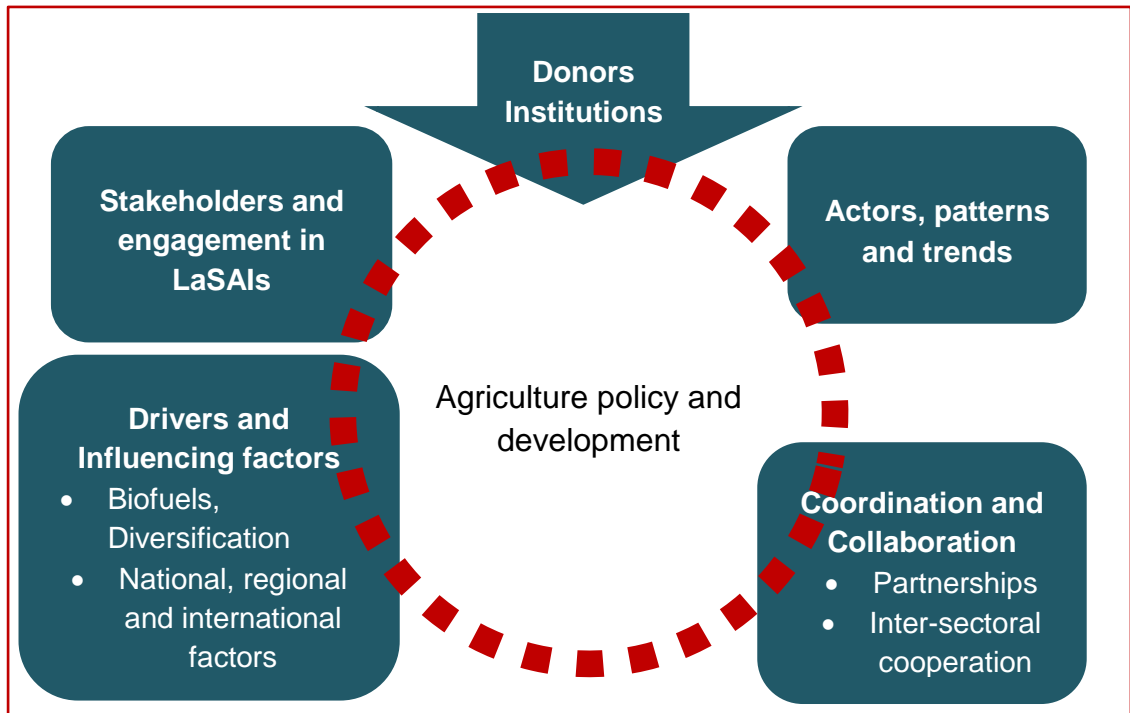 Donors
Institutions
Stakeholders and
engagement in
LaSAIs
Actors, patterns
and trends
Agriculture policy and
development
Drivers and
Influencing factors
• Biofuels,
Diversification
• National, regional
and international
factors
Coordination and
Collaboration
• Partnerships
• Inter-sectoral
cooperation